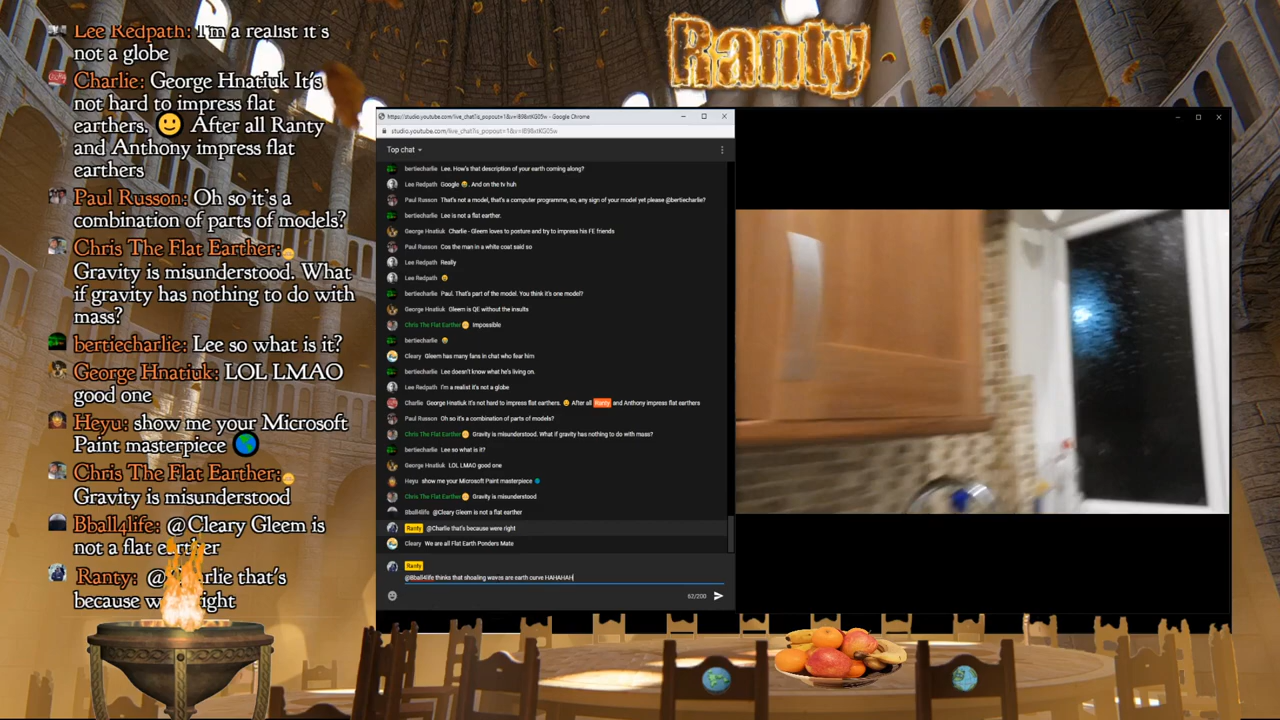 Lee Redpath: I'm a realist it's
not a globe
Charlie: George Hnatiuk It's
not hard to impress flat
earthers. 🙂 After all Ranty
and Anthony impress flat
earthers
Paul Russon: Oh so it's a
combination of parts of models?
Chris The Flat Earther:
Gravity is misunderstood. What
if gravity has nothing to do with
mass?
bertiecharlie: Lee so what is it?
George Hnatiuk: LOL LMAO
good one
Heyu: show me your Microsoft
Paint masterpiece 🌎
Chris The Flat Earther:
Gravity is misunderstood
Bball4life: @Cleary Gleem is
not a flat earther
Ranty: @Charlie that's
because were right
Ranty
Top chat
bertiecharlie Lee. How's that description of your earth coming along?
Lee Redpath Google 😂. And on the tv huh
Paul Russon That's not a model, that's a computer programme, so, any sign of your model yet please @bertiecharlie?
bertiecharlie Lee is not a flat earther.
George Hnatiuk Charlie - Gleem loves to posture and try to impress his FE friends
Paul Russon Cos the man in a white coat said so
Lee Redpath Really
Lee Redpath
bertiecharlie Paul. That's part of the model. You think it's one model?
George Hnatiuk Gleem is QE without the insults
Chris The Flat Earther Impossible
bertiecharlie
Cleary Gleem has many fans in chat who fear him
bertiecharlie Lee doesn't know what he's living on.
Lee Redpath I'm a realist it's not a globe
Charlie George Hnatiuk It's not hard to impress flat earthers. 🙂 After all Ranty and Anthony impress flat earthers
Paul Russon Oh so it's a combination of parts of models?
Chris The Flat Earther Gravity is misunderstood. What if gravity has nothing to do with mass?
bertiecharlie Lee so what is it?
George Hnatiuk LOL LMAO good one
Heyu show me your Microsoft Paint masterpiece 🌎
Chris The Flat Earther Gravity is misunderstood
Bball4life @Cleary Gleem is not a flat earther
Ranty @Charlie that's because were right
Cleary We are all Flat Earth Ponders Mate
Ranty
@Bball4life thinks that shoaling waves are earth curve HAHAHAH
62/200